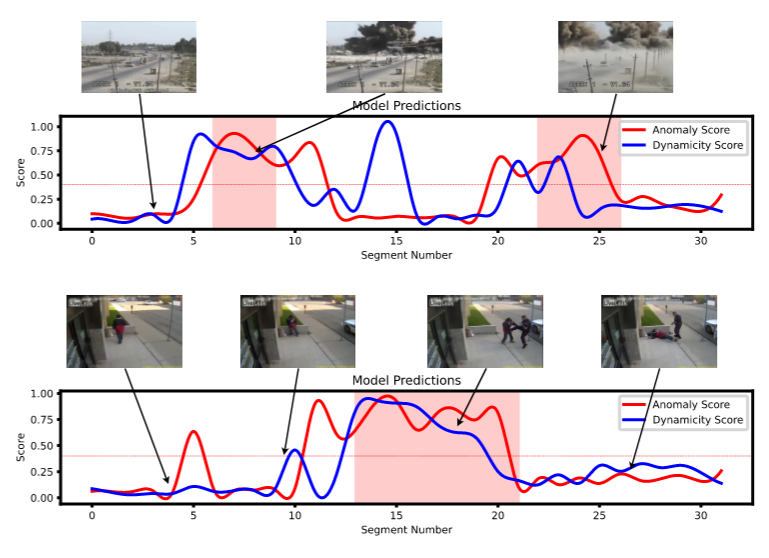 Model Predictions
1.00
0.75
0.50
0.25
0.00
Score
Anomaly Score
Dynamicity Score
0 5 10 15 20 25 30
Segment Number
Model Predictions
1.00
0.75
0.50
0.25
0.00
Score
Anomaly Score
Dynamicity Score
0 5 10 15 20 25 30
Segment Number